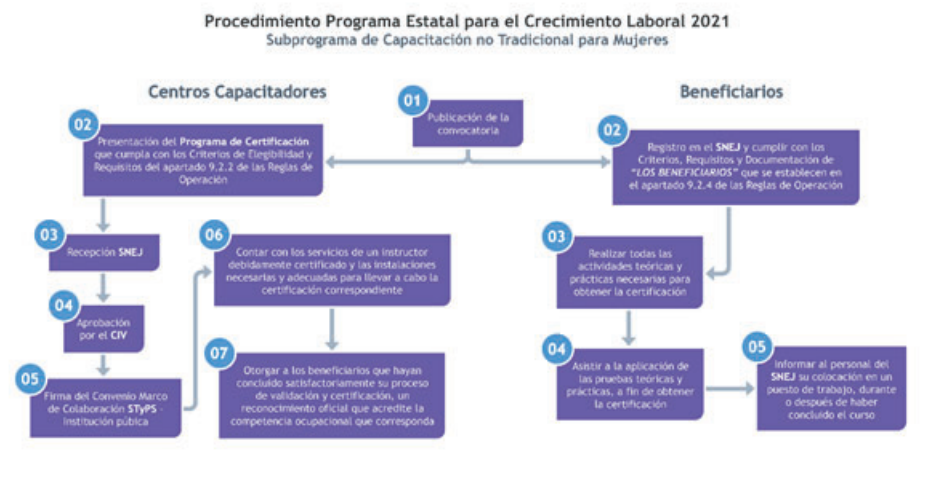 Procedimiento Programa Estatal para el Crecimiento Laboral 2021
Subprograma de Capacitación no Tradicional para Mujeres
Centros Capacitadores
Beneficiarios
01
Publicación de la
convocatoria
02
Presentación del Programa de Certificación
que cumpla con los Criterios de Elegibilidad y
Requisitos del apartado 9.2.2 de las Reglas de
Operación
03
Recepción SNEJ
04
Aprobación
por el CIV
05
Firma del Convenio Marco
de Colaboración STyPS -
Institución púbica
06
Contar con los servicios de un instructor
debidamente certificado y las instalaciones
necesarias y adecuadas para llevar a cabo la
certificación correspondiente
07
Otorgar a los beneficiarios que hayan
concluido satisfactoriamente su proceso
de validación y certificación, un
reconocimiento oficial que acredite la
competencia ocupacional que corresponda
02
Registro en el SNEJ y cumplir con los
Criterios, Requisitos y Documentación de
"LOS BENEFICIARIOS" que se establecen en
el apartado 9.2.4 de las Reglas de Operación
03
Realizar todas las
actividades teóricas y
prácticas necesarias para
obtener la certificación
04
Asistir a la aplicación de
las pruebas teóricas y
prácticas, a fin de obtener
la certificación
05
Informar al personal del
SNEJ su colocación en un
puesto de trabajo, durante
o después de haber
concluido el curso